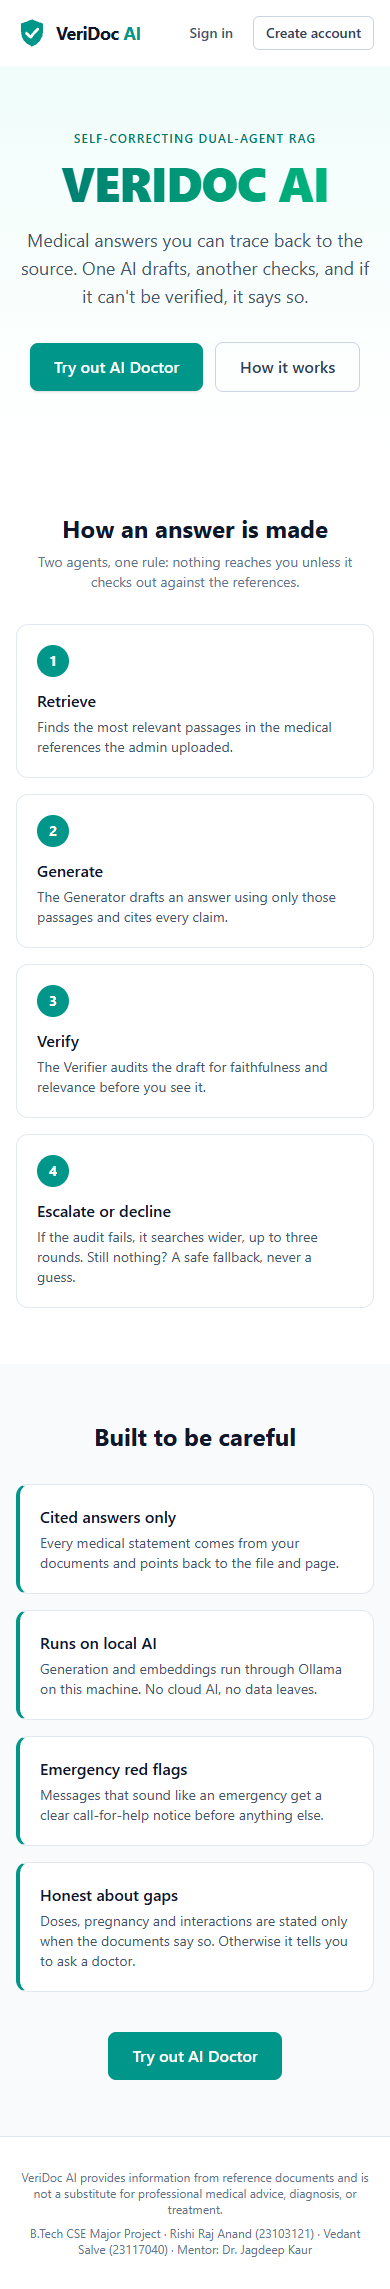 VeriDoc AI
Sign in
Create account
SELF-CORRECTING DUAL-AGENT RAG
VERIDOC AI
Medical answers you can trace back to the
source. One AI drafts, another checks, and if
it can't be verified, it says so.
Try out AI Doctor
How it works
How an answer is made
Two agents, one rule: nothing reaches you unless it
checks out against the references.
1
Retrieve
Finds the most relevant passages in the medical
references the admin uploaded.
2
Generate
The Generator drafts an answer using only those
passages and cites every claim.
3
Verify
The Verifier audits the draft for faithfulness and
relevance before you see it.
4
Escalate or decline
If the audit fails, it searches wider, up to three
rounds. Still nothing? A safe fallback, never a
guess.
Built to be careful
Cited answers only
Every medical statement comes from your
documents and points back to the file and page.
Runs on local AI
Generation and embeddings run through Ollama
on this machine. No cloud AI, no data leaves.
Emergency red flags
Messages that sound like an emergency get a
clear call-for-help notice before anything else.
Honest about gaps
Doses, pregnancy and interactions are stated only
when the documents say so. Otherwise it tells you
to ask a doctor.
Try out AI Doctor
VeriDoc AI provides information from reference documents and is
not a substitute for professional medical advice, diagnosis, or
treatment.
B.Tech CSE Major Project · Rishi Raj Anand (23103121) · Vedant
Salve (23117040) · Mentor: Dr. Jagdeep Kaur